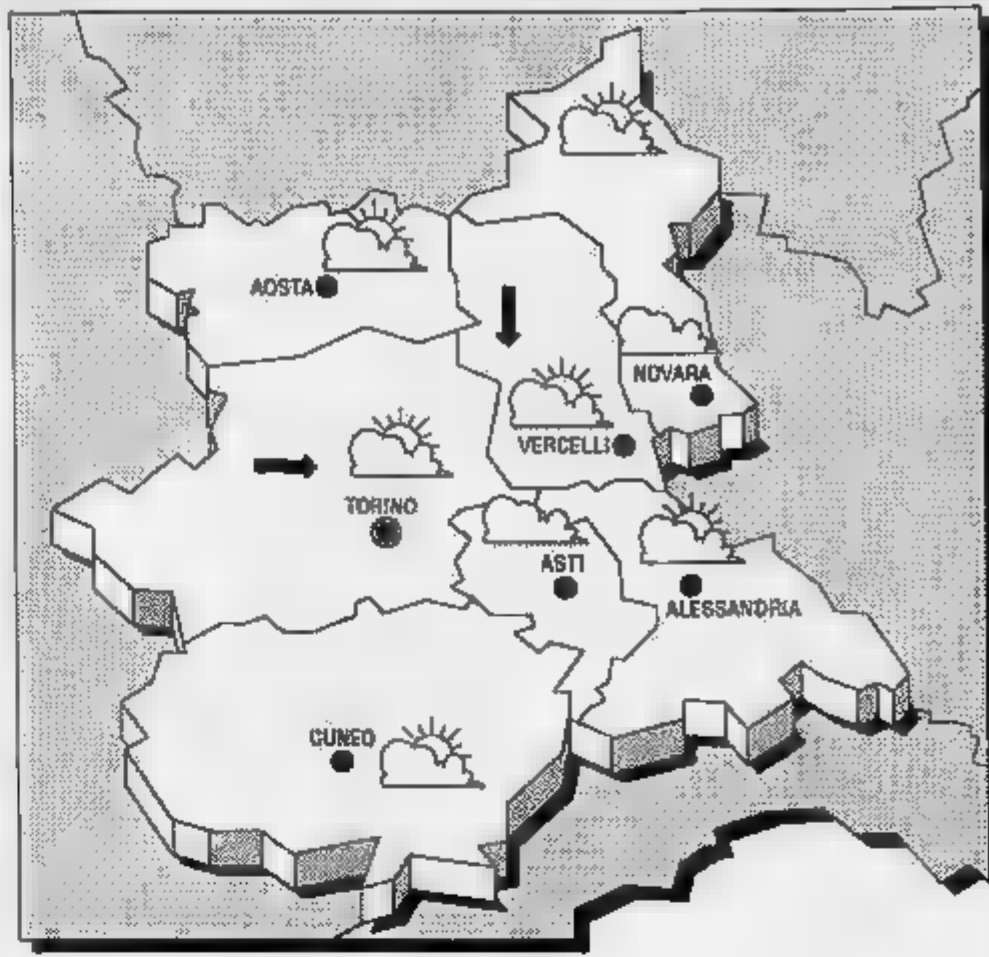 AOSTA
NOVARA
VERCELLI
TORINO
ASTI
ALESSANDRIA
CUNEO